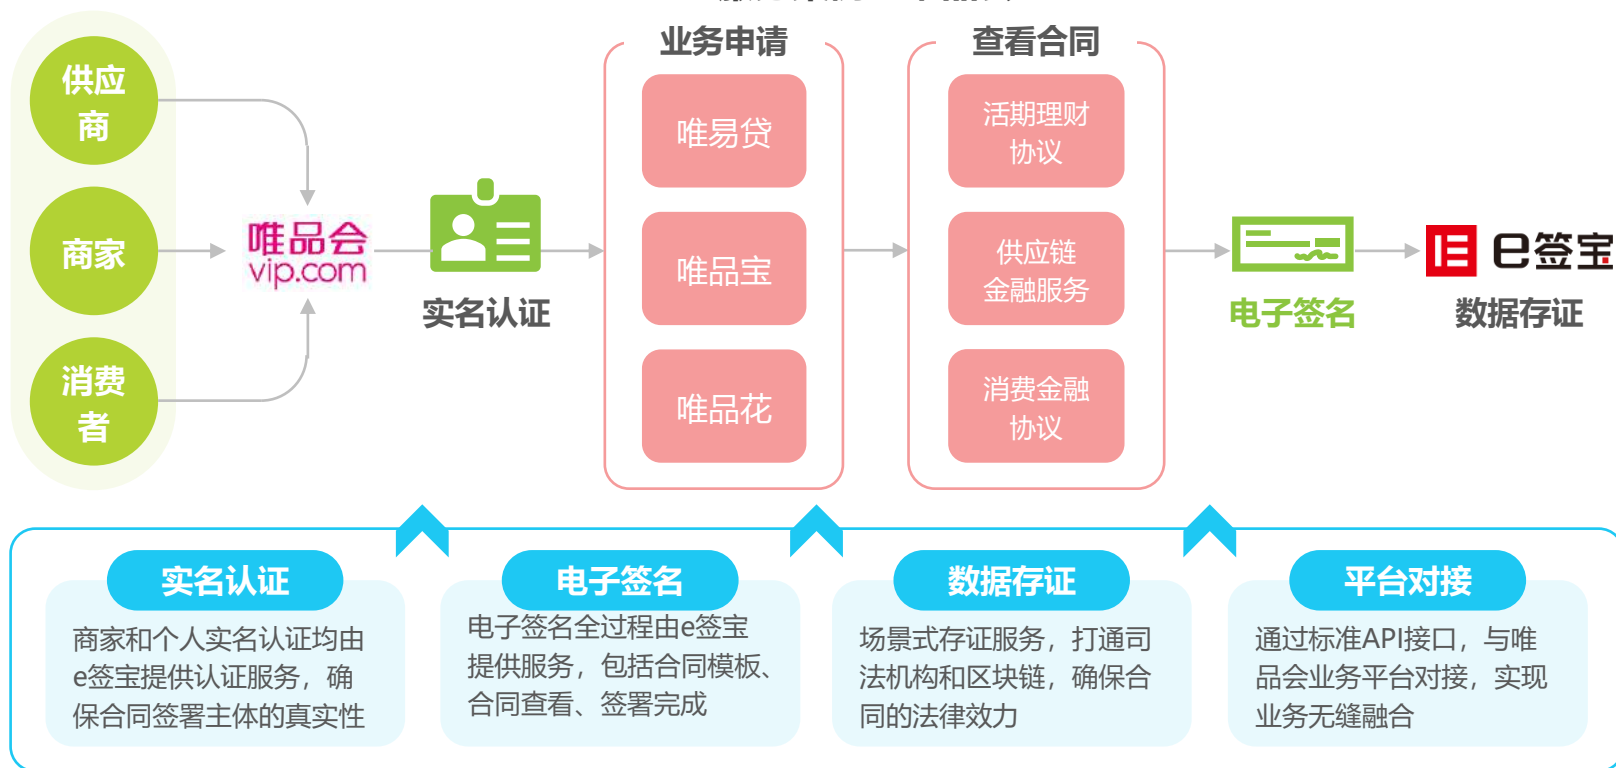 业务申请
查看合同
供应
商
商家
消费
者
唯品会
vip.com
实名认证
唯易贷
唯品宝
唯品花
活期理财
协议
供应链
金融服务
消费金融
协议
电子签名
e签宝
数据存证
实名认证
商家和个人实名认证均由
e签宝提供认证服务，确
保合同签署主体的真实性
电子签名
电子签名全过程由e签宝
提供服务，包括合同模板、
合同查看、签署完成
数据存证
场景式存证服务，打通司
法机构和区块链，确保合
同的法律效力
平台对接
通过标准API接口，与唯
品会业务平台对接，实现
业务无缝融合